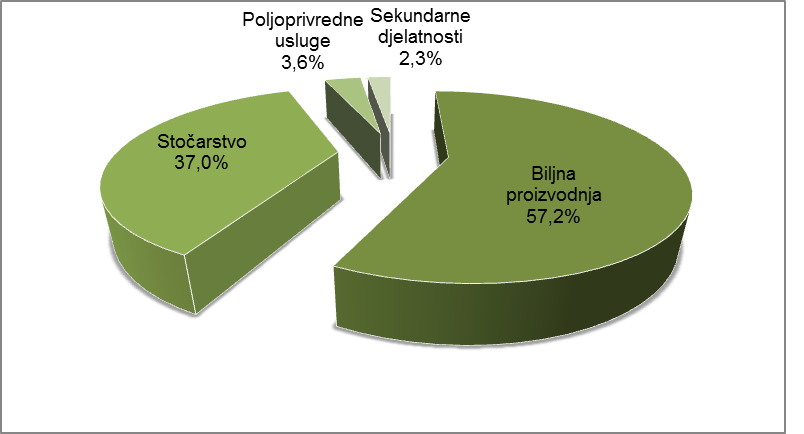 Poljoprivredne
usluge
3,6%
Sekundarne
djelatnosti
2,3%
Stočarstvo
37,0%
Biljna
proizvodnja
57,2%